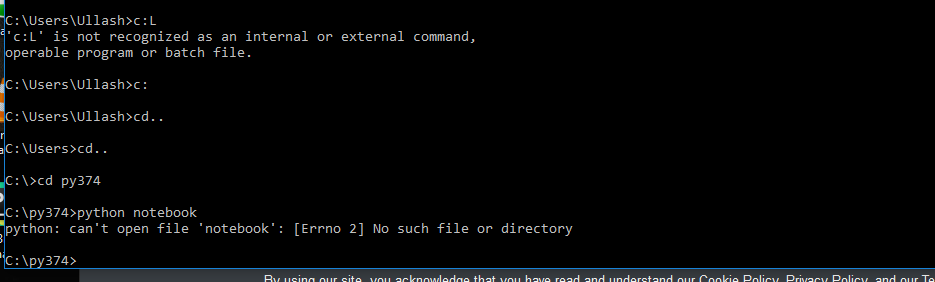 C:\Users\Ullash>c:L
'c:L' is not recognized as an internal or external command,
operable program or batch file.
C:\Users\Ullash>c:
C:\Users\Ullash>cd..
C:\Users>cd..
C:\>cd py374
C:\py374>python notebook
python: can't open file 'notebook': [Errno 2] No such file or directory
C:\py374>
By using our site, you acknowledge that you have read and understand our Cookie Policy, Privacy Policy, and our Te